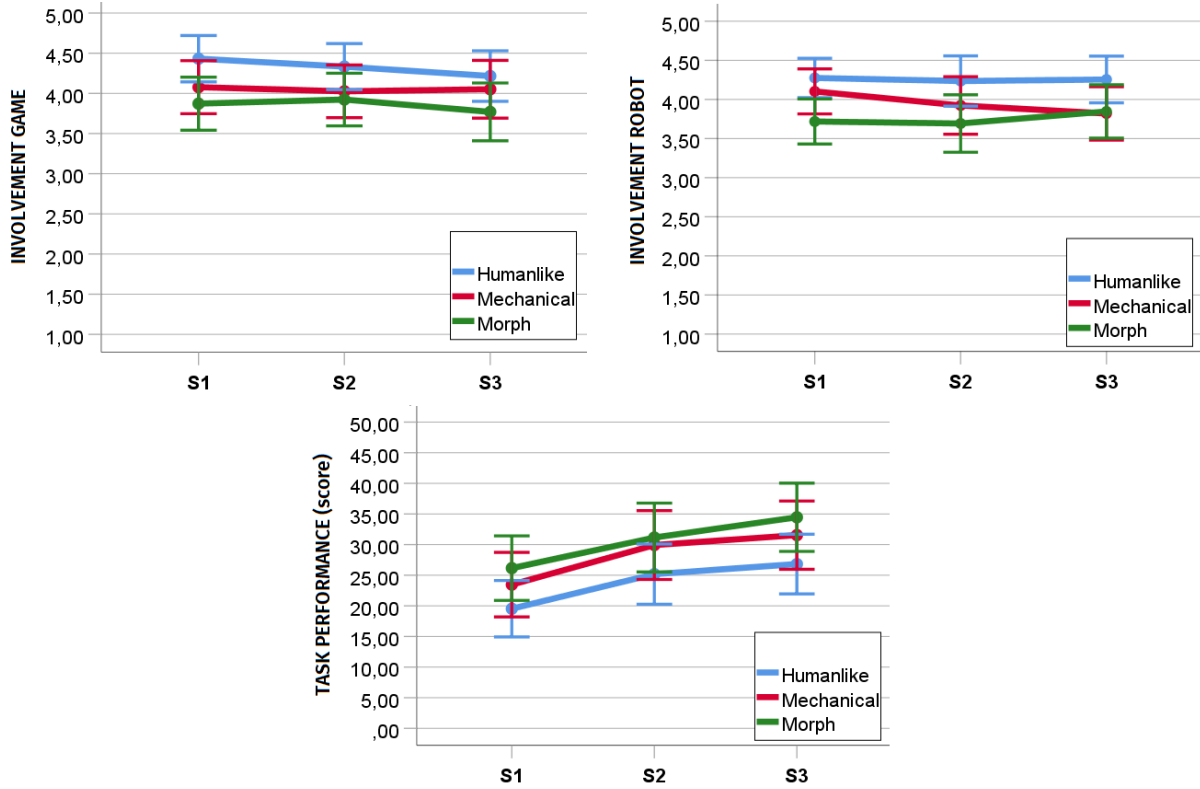 INVOLVEMENT GAME
5,00
4,50
4,00
3,50
3,00
2,50
2,00
1,50
1,00
Humanlike
Mechanical
Morph
S1 S2 S3
INVOLVEMENT ROBOT
5,00
4,50
4,00
3,50
3,00
2,50
2,00
1,50
1,00
Humanlike
Mechanical
Morph
S1 S2 S3
TASK PERFORMANCE (score)
50,00
45,00
40,00
35,00
30,00
25,00
20,00
15,00
10,00
5,00
,00
Humanlike
Mechanical
Morph
S1 S2 S3